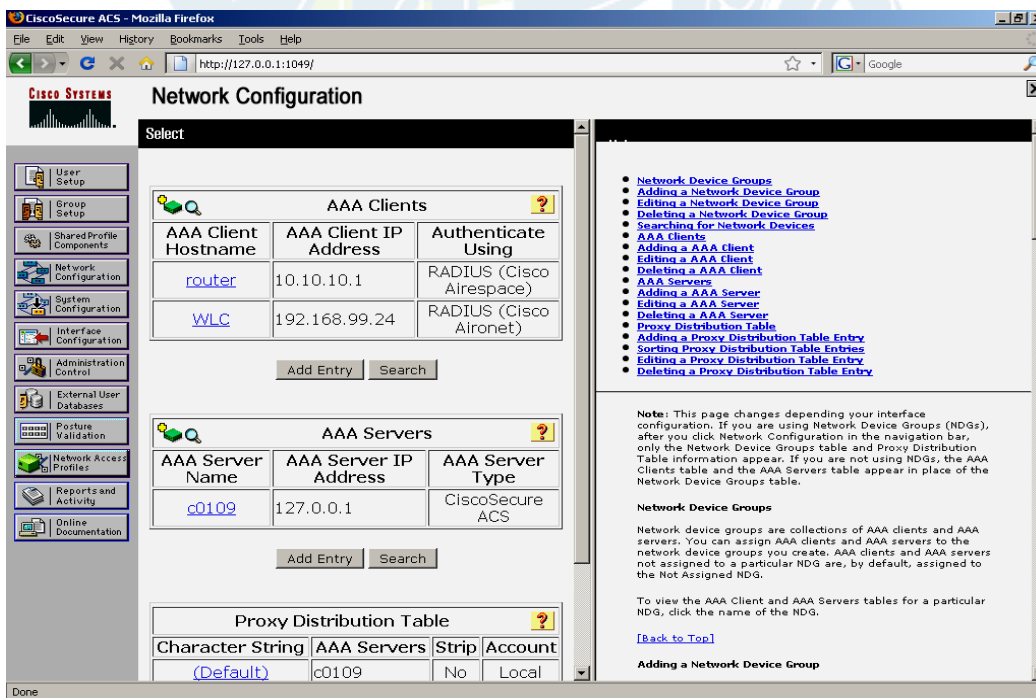 CiscoSecure ACS - Mozilla Firefox
File Edit View History Bookmarks Tools Help
http://127.0.0.1:1049/
G Google
CISCO SYSTEMS
Network Configuration
User Setup
Group Setup
Shared Profile Components
Network Configuration
System Configuration
Interface Configuration
Administration Control
External User Databases
Posture Validation
Network Access Profiles
Reports and Activity
Online Documentation
Select
AAA Clients ?
AAA Client Hostname AAA Client IP Address Authenticate Using
router 10.10.10.1 RADIUS (Cisco Airespace)
WLC 192.168.99.24 RADIUS (Cisco Aironet)
Add Entry Search
AAA Servers ?
AAA Server Name AAA Server IP Address AAA Server Type
c0109 127.0.0.1 CiscoSecure ACS
Add Entry Search
Proxy Distribution Table ?
Character String AAA Servers Strip Account
(Default) c0109 No Local
Network Device Groups
Adding a Network Device Group
Editing a Network Device Group
Deleting a Network Device Group
Searching for Network Devices
AAA Clients
Adding a AAA Client
Editing a AAA Client
Deleting a AAA Client
AAA Servers
Adding a AAA Server
Editing a AAA Server
Deleting a AAA Server
Proxy Distribution Table
Adding a Proxy Distribution Table Entry
Sorting Proxy Distribution Table Entries
Editing a Proxy Distribution Table Entry
Deleting a Proxy Distribution Table Entry
Note: This page changes depending your interface
configuration. If you are using Network Device Groups (NDGs),
after you click Network Configuration in the navigation bar,
only the Network Device Groups table and Proxy Distribution
Table information appear. If you are not using NDGs, the AAA
Clients table and the AAA Servers table appear in place of the
Network Device Groups table.
Network Device Groups
Network device groups are collections of AAA clients and AAA
servers. You can assign AAA clients and AAA servers to the
network device groups you create. AAA clients and AAA servers
not assigned to a particular NDG are, by default, assigned to
the Not Assigned NDG.
To view the AAA Client and AAA Servers tables for a particular
NDG, click the name of the NDG.
[Back to Top]
Adding a Network Device Group
Done